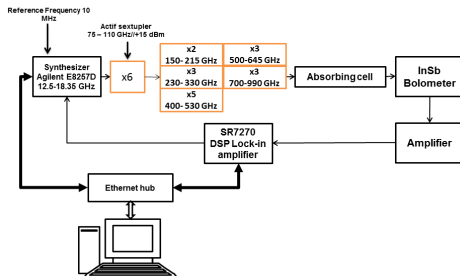 Reference Frequency 10
MHz
Actif sextupler
75 – 110 GHz//+15 dBm
Synthesizer
Agilent E8257D
12.5-18.35 GHz
x6
x2
150- 215 GHz
x3
230- 330 GHz
x5
400- 530 GHz
x3
500-645 GHz
x3
700-990 GHz
Absorbing cell
InSb
Bolometer
SR7270
DSP Lock-in
amplifier
Amplifier
Ethernet hub